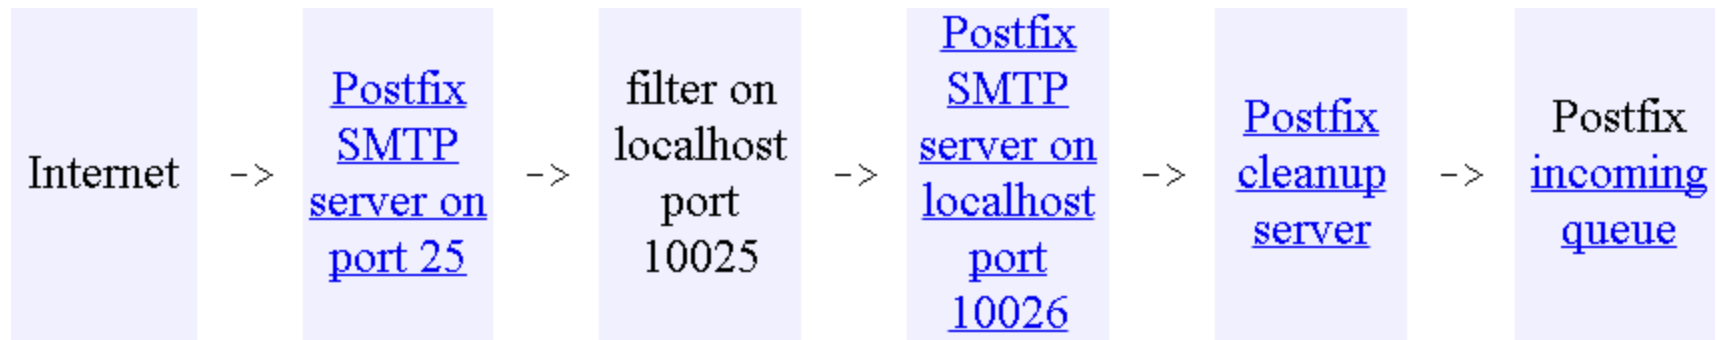 Internet
->
Postfix
SMTP
server on
port 25
->
filter on
localhost
port
10025
->
Postfix
SMTP
server on
localhost
port
10026
->
Postfix
cleanup
server
->
Postfix
incoming
queue